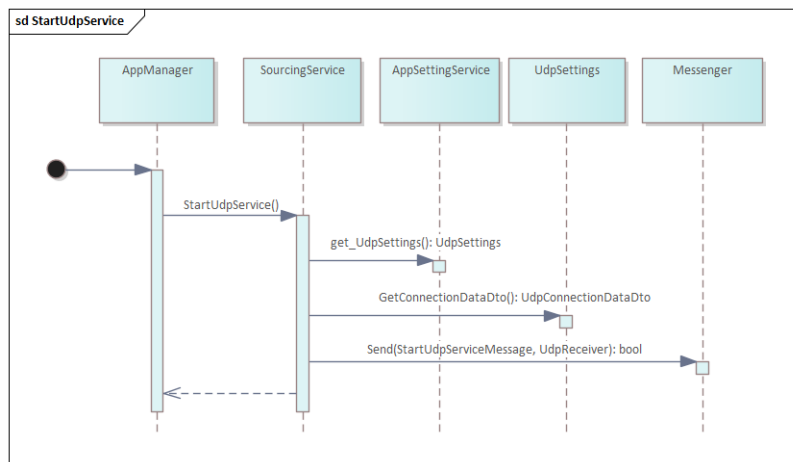 sd StartUdpService
AppManager
SourcingService
AppSettingService
UdpSettings
Messenger
StartUdpService()
get_UdpSettings(): UdpSettings
GetConnectionDataDto(): UdpConnectionDataDto
Send(StartUdpServiceMessage, UdpReceiver): bool